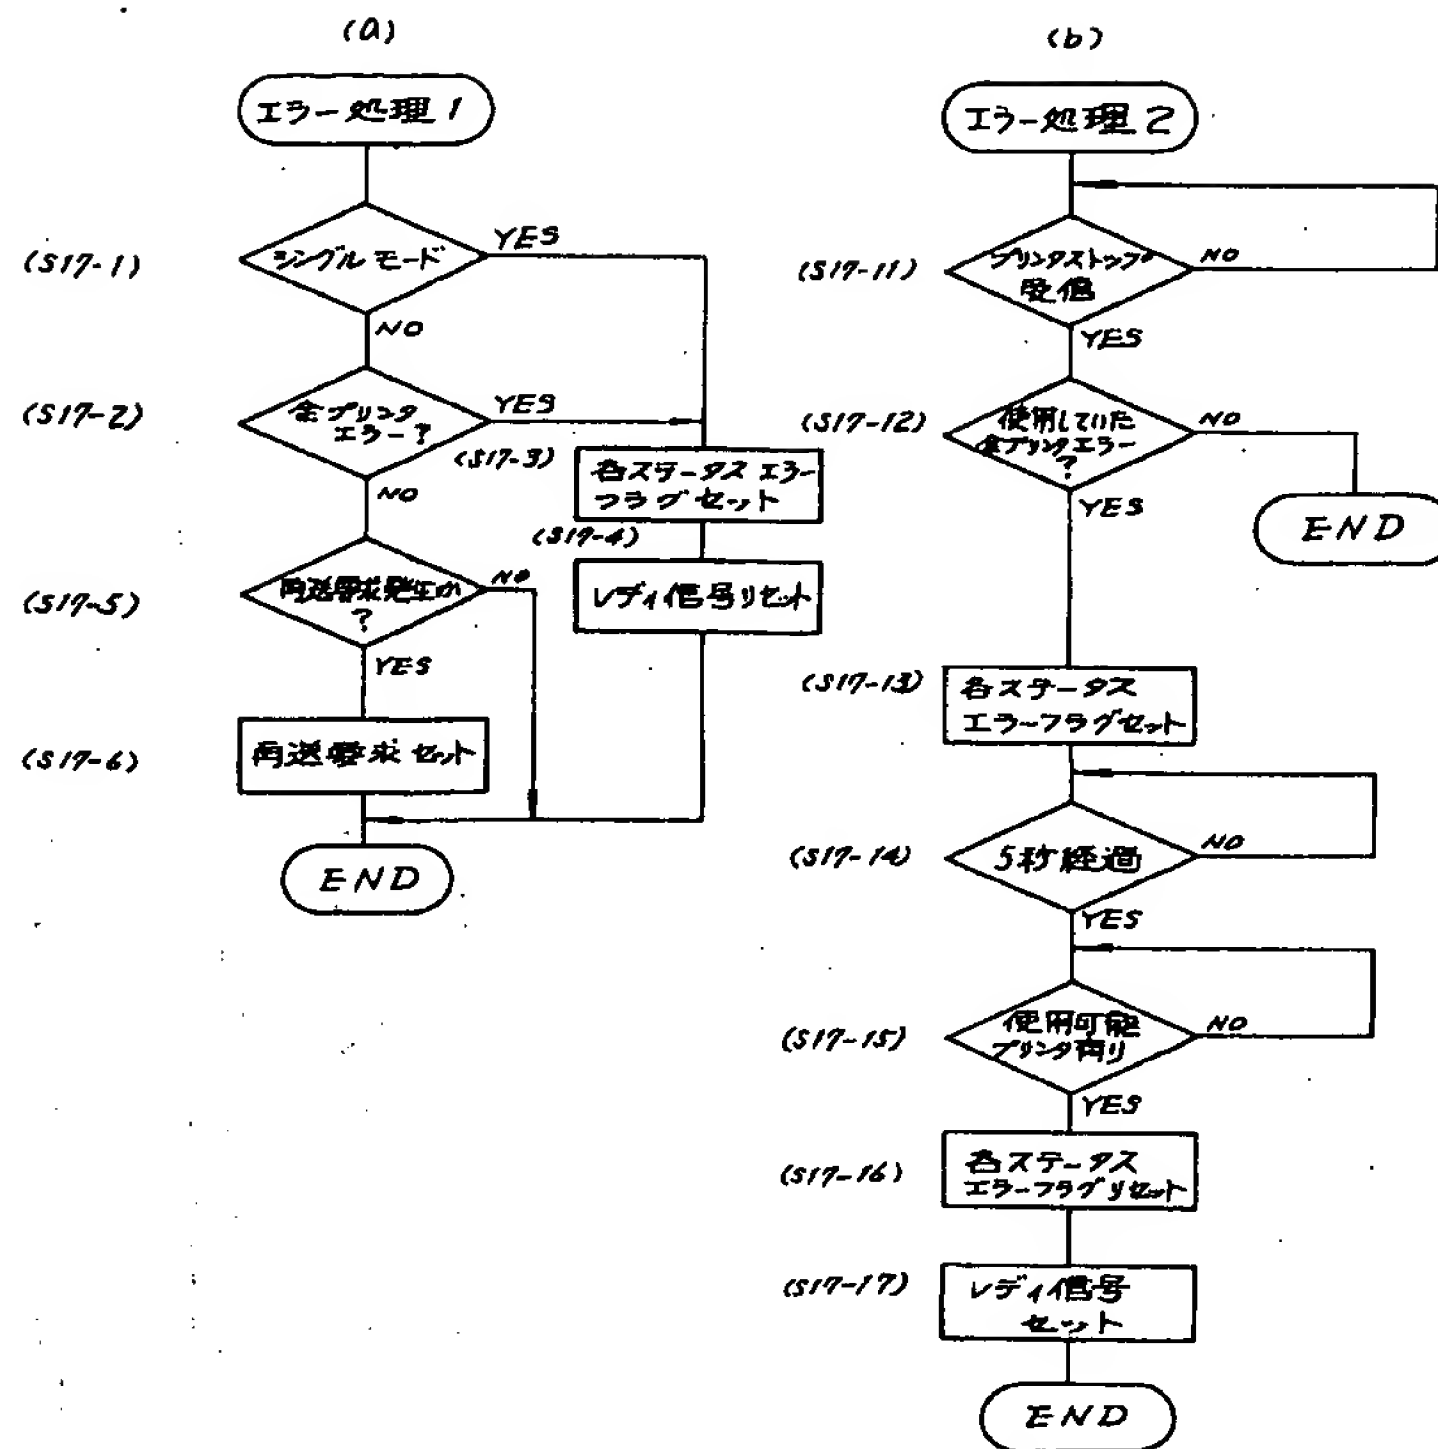 (a)
エラー処理 1
(S17-1)
シングルモード
YES
NO
(S17-2)
全プリンタ
エラー?
YES
NO
(S17-3)
各ステータスエラー
フラグセット
(S17-4)
レディ信号リセット
(S17-5)
再送要求発生か
?
NO
YES
(S17-6)
再送要求セット
END
(b)
エラー処理 2
(S17-11)
プリンタストップ
受信
NO
YES
(S17-12)
使用していた
全プリンタエラー
?
NO
END
YES
(S17-13)
各ステータス
エラーフラグセット
(S17-14)
5秒経過
NO
YES
(S17-15)
使用可能
プリンタ有り
NO
YES
(S17-16)
各ステータス
エラーフラグリセット
(S17-17)
レディ信号
セット
END